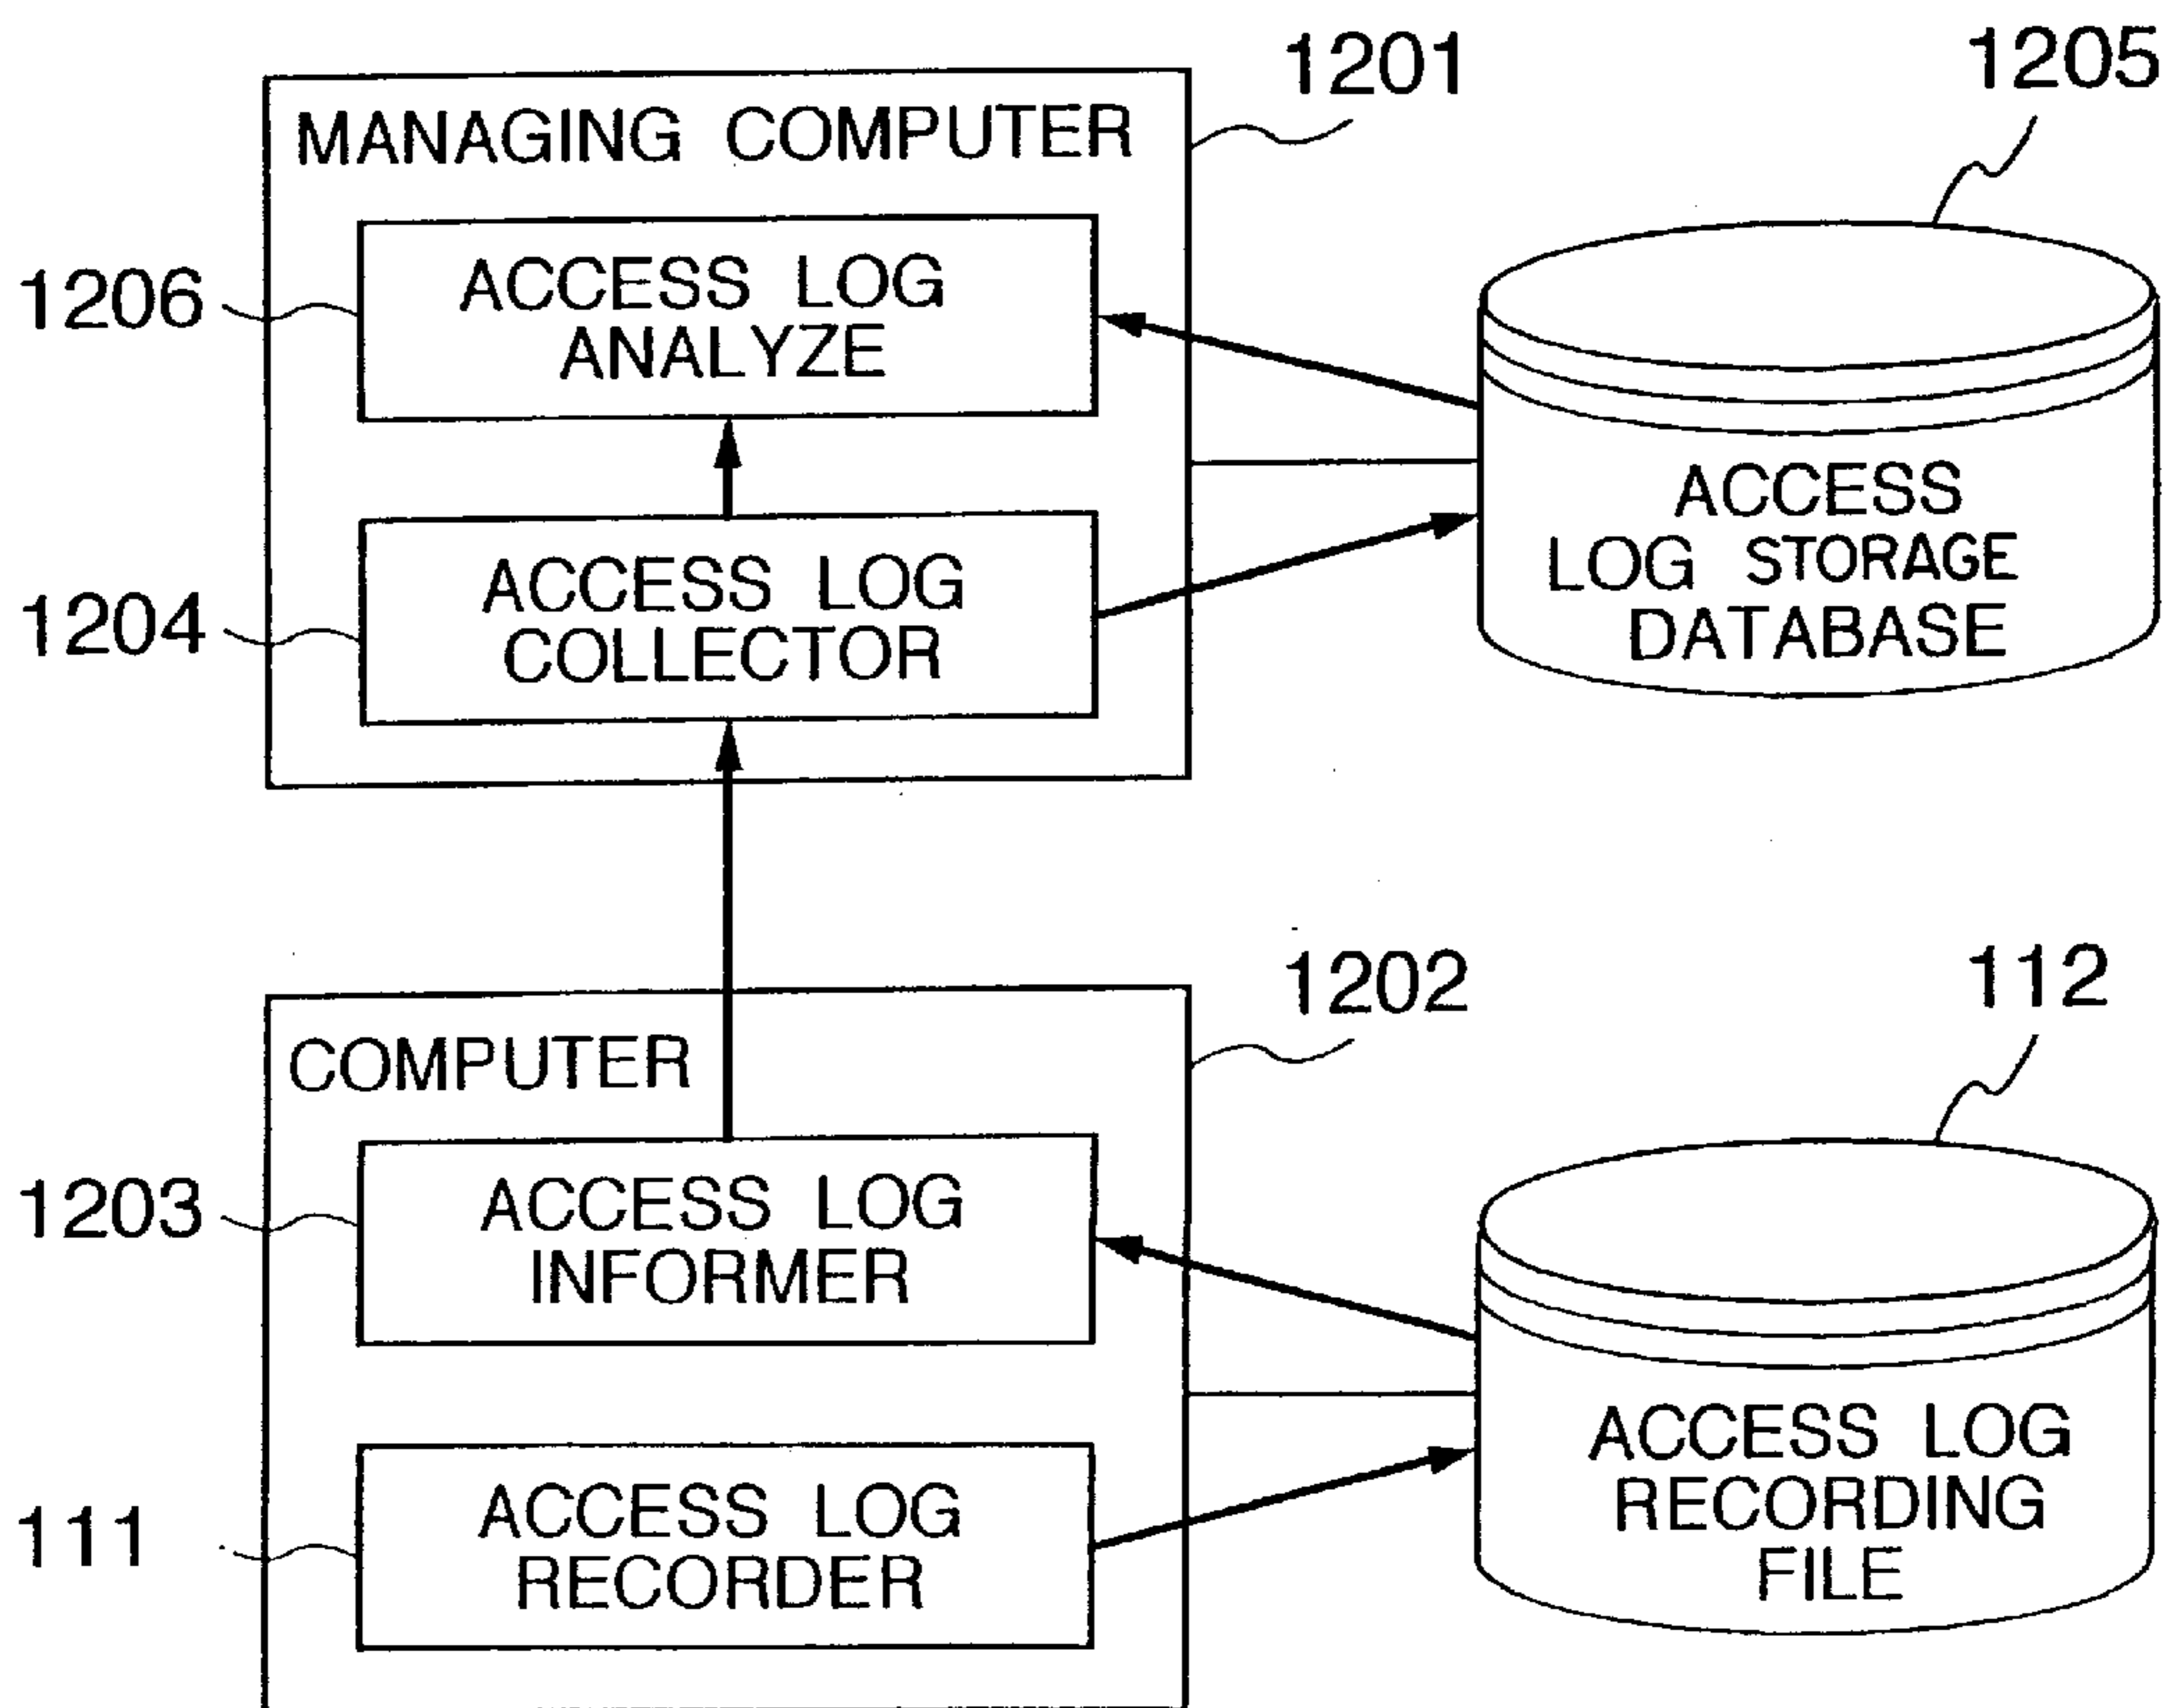 1201
1205
MANAGING COMPUTER
1206
ACCESS LOG
ANALYZE
1204
ACCESS LOG
COLLECTOR
ACCESS
LOG STORAGE
DATABASE
1202
112
COMPUTER
1203
ACCESS LOG
INFORMER
111
ACCESS LOG
RECORDER
ACCESS LOG
RECORDING
FILE